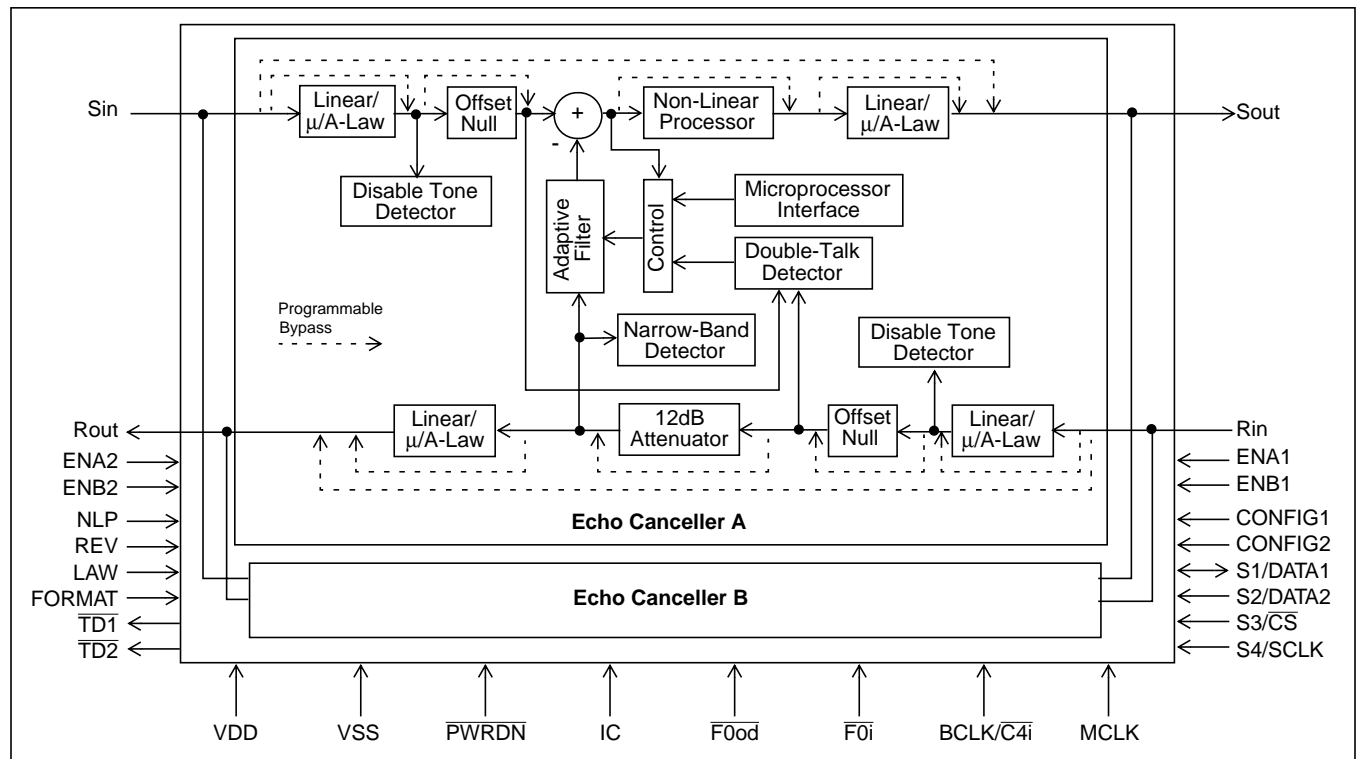 Sin
Linear/
μ/A-Law
Offset
Null
+
-
Non-Linear
Processor
Linear/
μ/A-Law
Sout
Disable Tone
Detector
Adaptive
Filter
Control
Microprocessor
Interface
Double-Talk
Detector
Programmable
Bypass
Narrow-Band
Detector
Disable Tone
Detector
Rout
Linear/
μ/A-Law
12dB
Attenuator
Offset
Null
Linear/
μ/A-Law
Rin
ENA2
ENB2
NLP
REV
LAW
FORMAT
TD1
TD2
Echo Canceller A
Echo Canceller B
ENA1
ENB1
CONFIG1
CONFIG2
S1/DATA1
S2/DATA2
S3/CS
S4/SCLK
VDD
VSS
PWRDN
IC
F0od
F0i
BCLK/C4i
MCLK